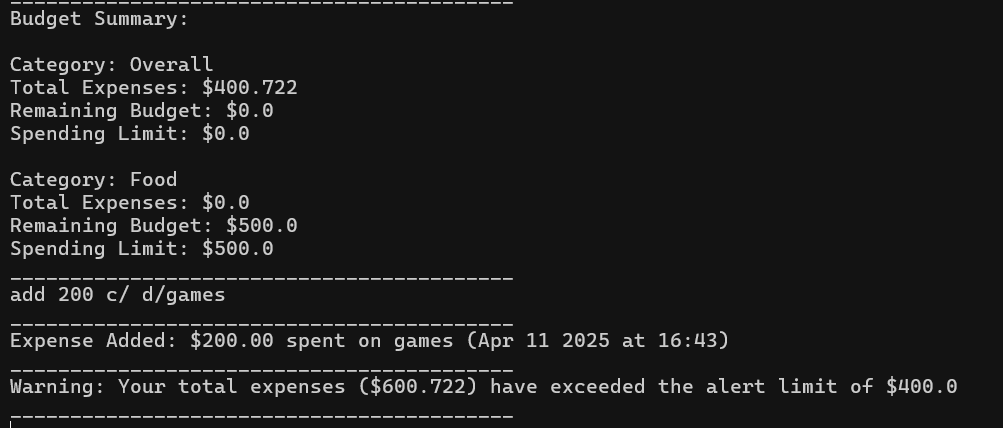 __________________________________________
Budget Summary:
Category: Overall
Total Expenses: $400.722
Remaining Budget: $0.0
Spending Limit: $0.0
Category: Food
Total Expenses: $0.0
Remaining Budget: $500.0
Spending Limit: $500.0
__________________________________________
add 200 c/ d/games
__________________________________________
Expense Added: $200.00 spent on games (Apr 11 2025 at 16:43)
__________________________________________
Warning: Your total expenses ($600.722) have exceeded the alert limit of $400.0
__________________________________________